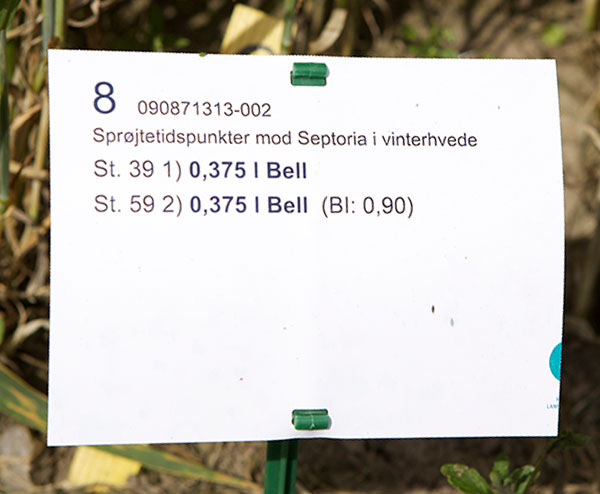 8 090871313-002
Sprøjtetidspunkter mod Septoria i vinterhvede
St. 39 1) 0,375 l Bell
St. 59 2) 0,375 l Bell (BI: 0,90)